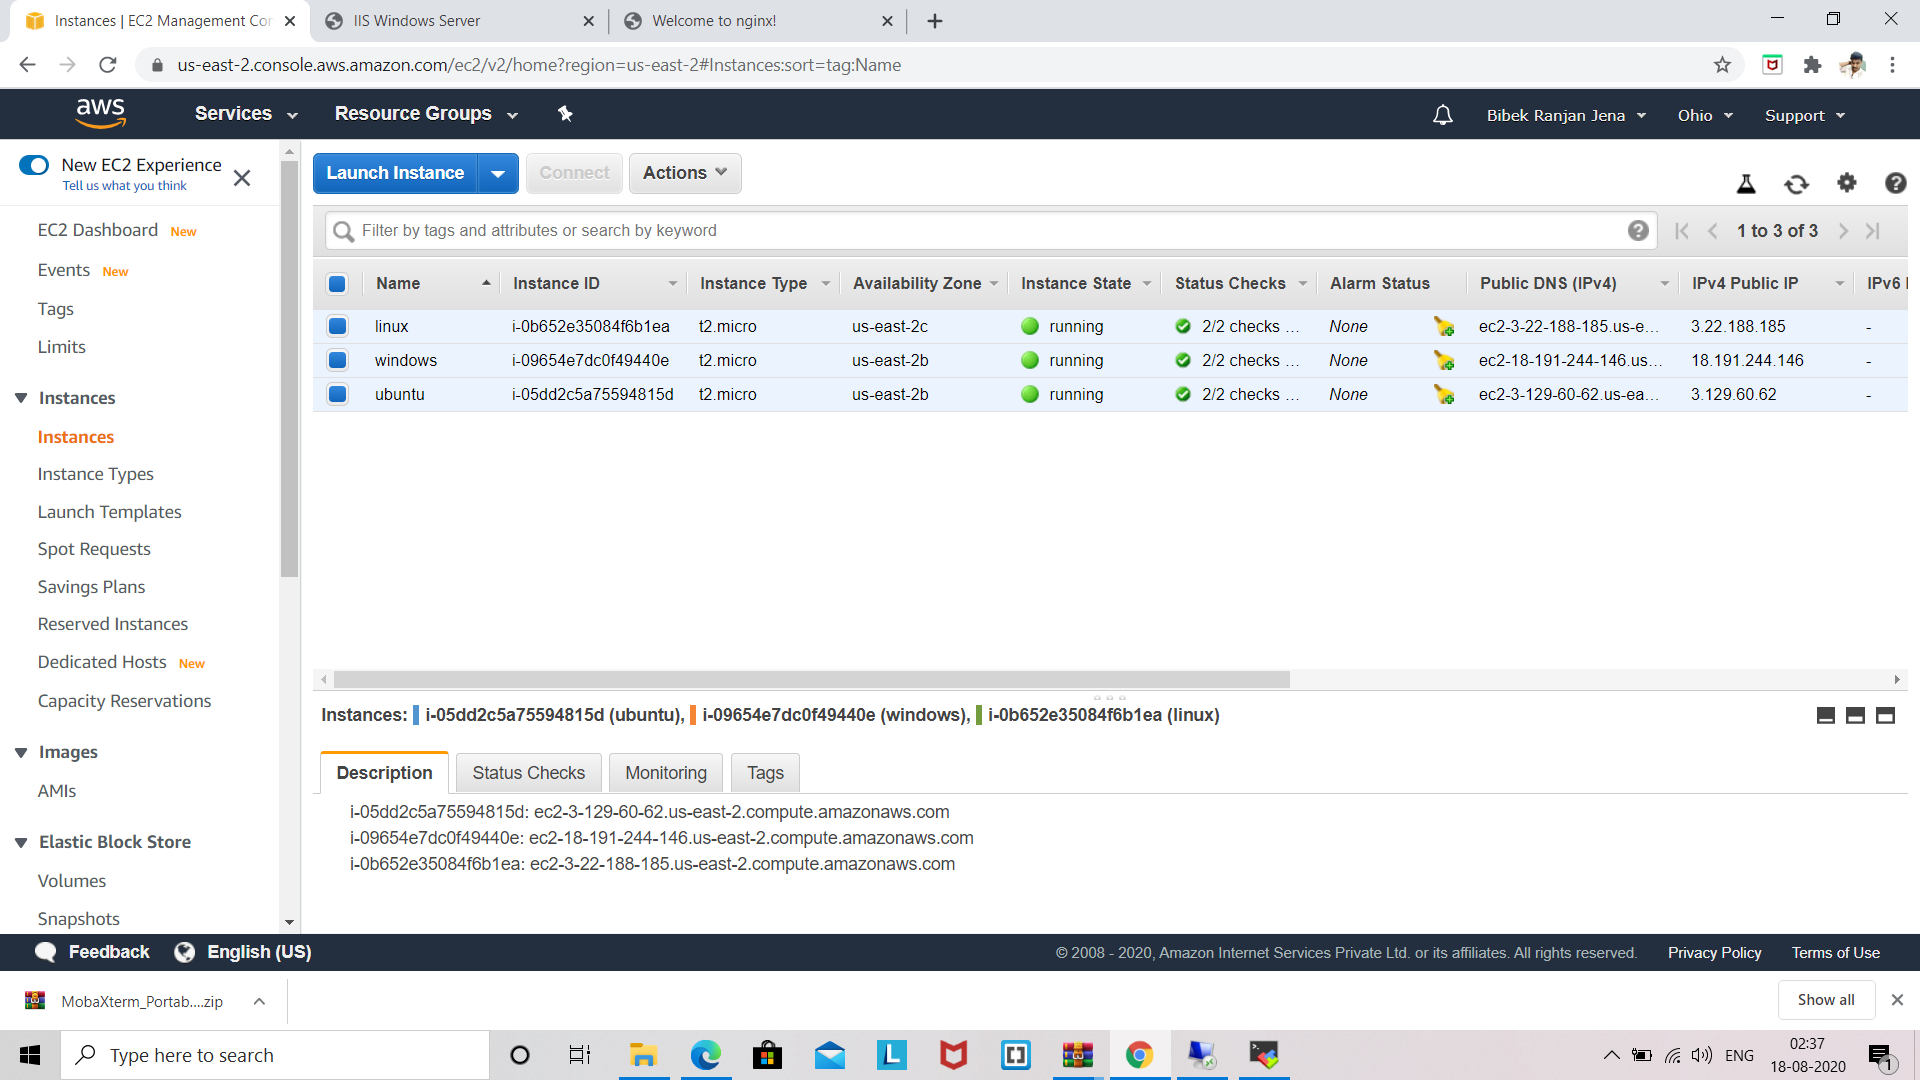 Instances | EC2 Management Con
IIS Windows Server
Welcome to nginx!
us-east-2.console.aws.amazon.com/ec2/v2/home?region=us-east-2#Instances:sort=tag:Name
aws
Services
Resource Groups
Bibek Ranjan Jena
Ohio
Support
New EC2 Experience
Tell us what you think
EC2 Dashboard New
Events New
Tags
Limits
Instances
Instances
Instance Types
Launch Templates
Spot Requests
Savings Plans
Reserved Instances
Dedicated Hosts New
Capacity Reservations
Images
AMIs
Elastic Block Store
Volumes
Snapshots
Launch Instance
Connect
Actions
Filter by tags and attributes or search by keyword
1 to 3 of 3
Name Instance ID Instance Type Availability Zone Instance State Status Checks Alarm Status Public DNS (IPv4) IPv4 Public IP IPv6 I
linux i-0b652e35084f6b1ea t2.micro us-east-2c running 2/2 checks ... None ec2-3-22-188-185.us-e... 3.22.188.185 -
windows i-09654e7dc0f49440e t2.micro us-east-2b running 2/2 checks ... None ec2-18-191-244-146.us... 18.191.244.146 -
ubuntu i-05dd2c5a75594815d t2.micro us-east-2b running 2/2 checks ... None ec2-3-129-60-62.us-ea... 3.129.60.62 -
Instances: i-05dd2c5a75594815d (ubuntu), i-09654e7dc0f49440e (windows), i-0b652e35084f6b1ea (linux)
Description
Status Checks
Monitoring
Tags
i-05dd2c5a75594815d: ec2-3-129-60-62.us-east-2.compute.amazonaws.com
i-09654e7dc0f49440e: ec2-18-191-244-146.us-east-2.compute.amazonaws.com
i-0b652e35084f6b1ea: ec2-3-22-188-185.us-east-2.compute.amazonaws.com
Feedback
English (US)
© 2008 - 2020, Amazon Internet Services Private Ltd. or its affiliates. All rights reserved.
Privacy Policy
Terms of Use
MobaXterm_Portab....zip
Show all
Type here to search
L
ENG
02:37
18-08-2020
1